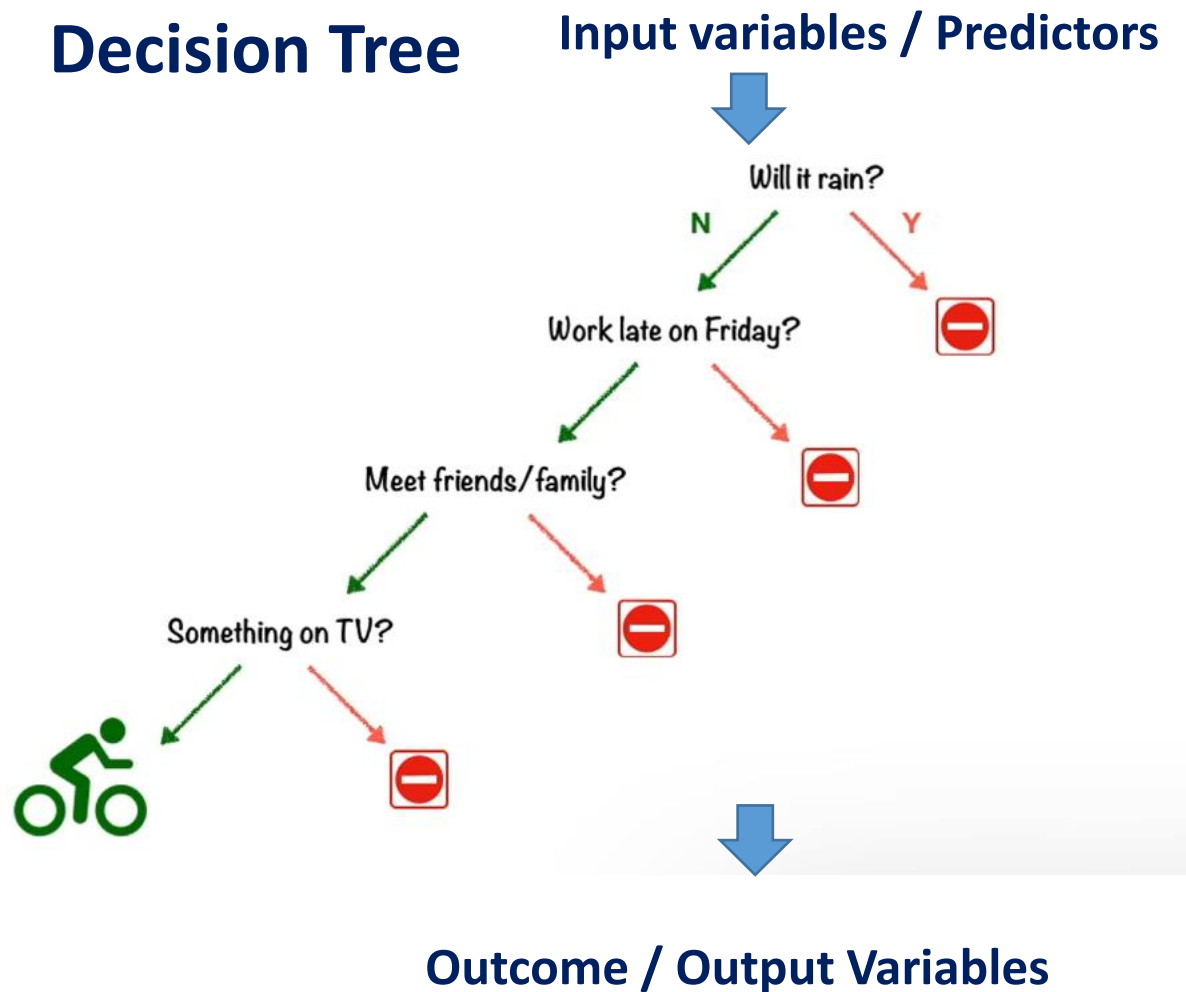 Decision Tree
Input variables / Predictors
Will it rain?
N
Y
Work late on Friday?
Meet friends/family?
Something on TV?
Outcome / Output Variables